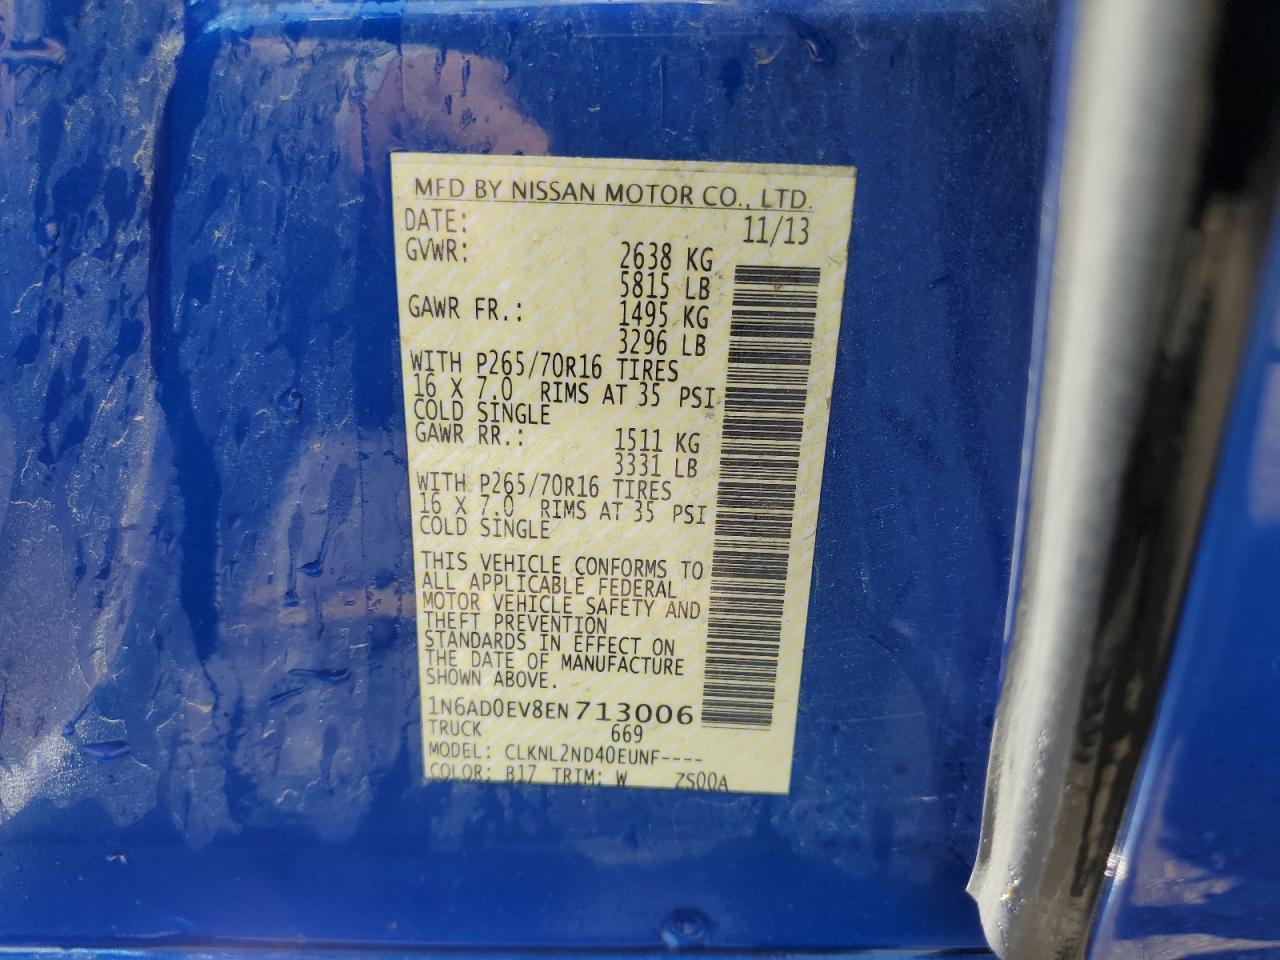 MFD BY NISSAN MOTOR CO., LTD.
DATE: 11/13
GVWR: 2638 KG
5815 LB
GAWR FR.: 1495 KG
3296 LB
WITH P265/70R16 TIRES
16 X 7.0 RIMS AT 35 PSI
COLD SINGLE
GAWR RR.: 1511 KG
3331 LB
WITH P265/70R16 TIRES
16 X 7.0 RIMS AT 35 PSI
COLD SINGLE
THIS VEHICLE CONFORMS TO
ALL APPLICABLE FEDERAL
MOTOR VEHICLE SAFETY AND
THEFT PREVENTION
STANDARDS IN EFFECT ON
THE DATE OF MANUFACTURE
SHOWN ABOVE.
1N6AD0EV8EN713006
TRUCK 669
MODEL: CLKNL2ND40EUNF----
COLOR: B17 TRIM: W ZS00A